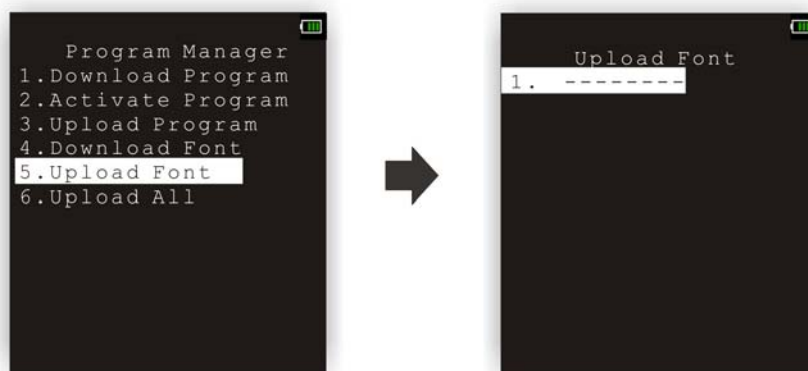 Program Manager
1.Download Program
2.Activate Program
3.Upload Program
4.Download Font
5.Upload Font
6.Upload All
Upload Font
1. --------